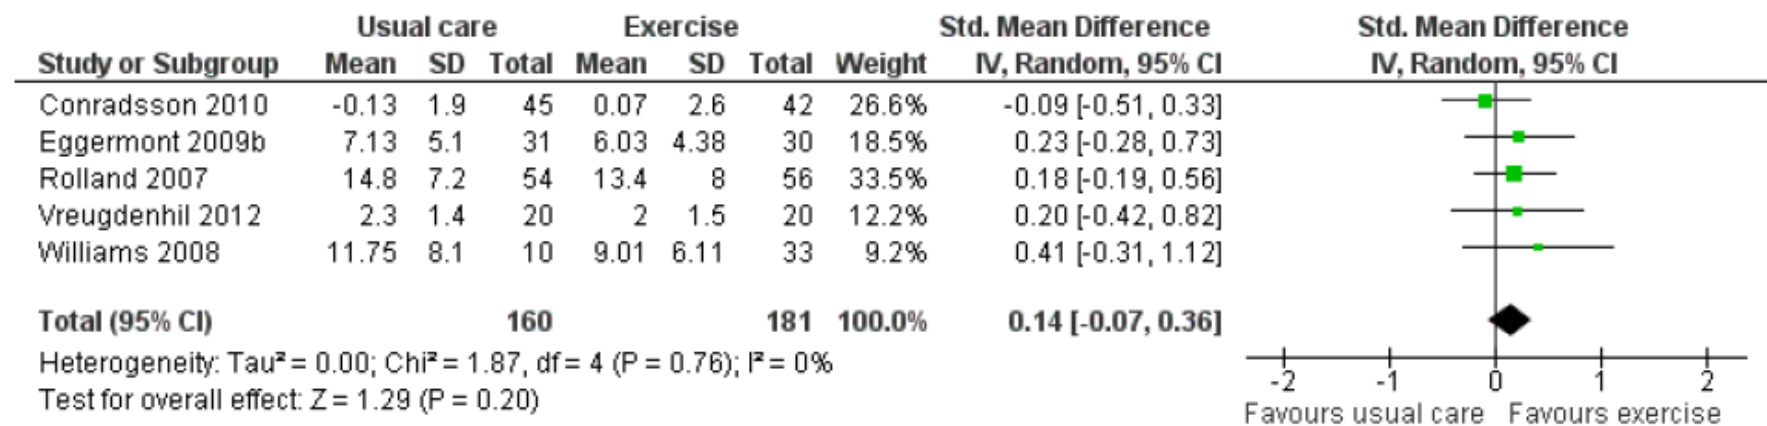 Usual care Exercise Std. Mean Difference Std. Mean Difference
Study or Subgroup Mean SD Total Mean SD Total Weight IV, Random, 95% CI IV, Random, 95% CI
Conradsson 2010 -0.13 1.9 45 0.07 2.6 42 26.6% -0.09 [-0.51, 0.33]
Eggermont 2009b 7.13 5.1 31 6.03 4.38 30 18.5% 0.23 [-0.28, 0.73]
Rolland 2007 14.8 7.2 54 13.4 8 56 33.5% 0.18 [-0.19, 0.56]
Vreugdenhil 2012 2.3 1.4 20 2 1.5 20 12.2% 0.20 [-0.42, 0.82]
Williams 2008 11.75 8.1 10 9.01 6.11 33 9.2% 0.41 [-0.31, 1.12]
Total (95% CI) 160 181 100.0% 0.14 [-0.07, 0.36]
Heterogeneity: Tau² = 0.00; Chi² = 1.87, df = 4 (P = 0.76); I² = 0%
Test for overall effect: Z = 1.29 (P = 0.20)
-2 -1 0 1 2
Favours usual care Favours exercise